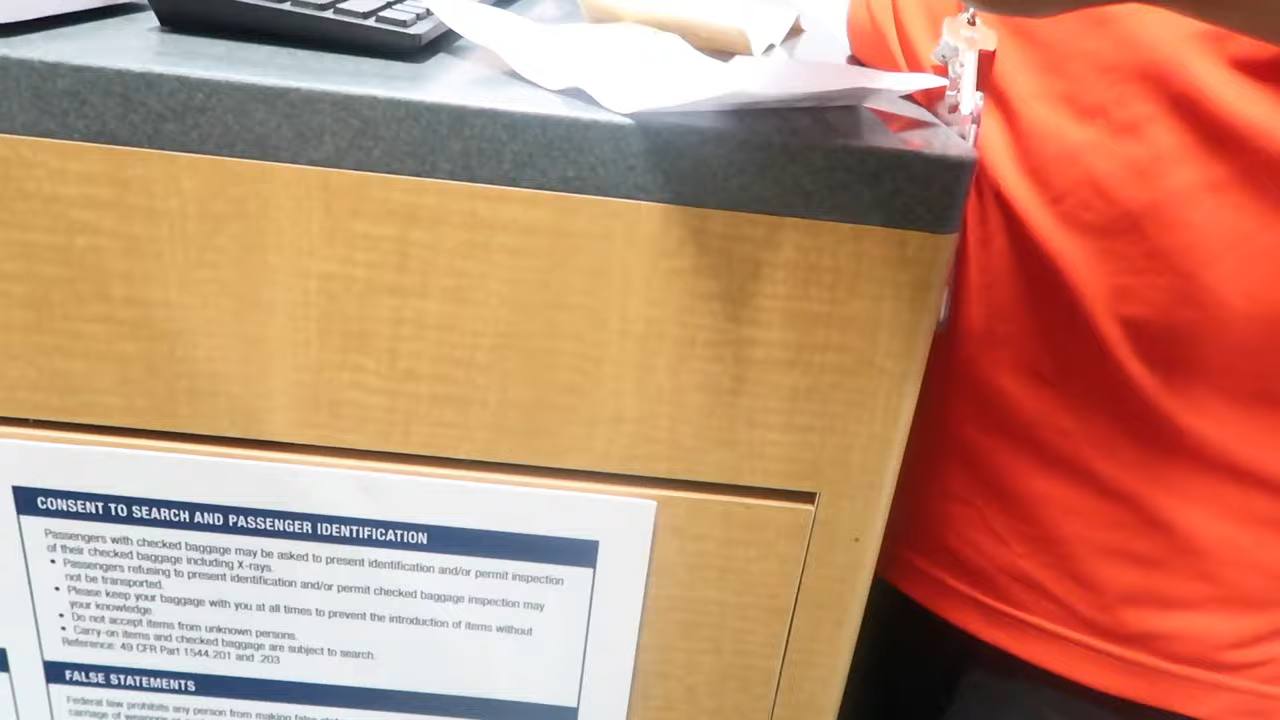 CONSENT TO SEARCH AND PASSENGER IDENTIFICATION
Passengers with checked baggage may be asked to present identification and/or permit inspection
of their checked baggage including X-rays.
• Passengers refusing to present identification and/or permit checked baggage inspection may
not be transported.
• Please keep your baggage with you at all times to prevent the introduction of items without
your knowledge.
• Do not accept items from unknown persons.
• Carry-on items and checked baggage are subject to search.
Reference: 49 CFR Part 1544.201 and .203
FALSE STATEMENTS
Federal law prohibits any person from making false
carriage of weapons